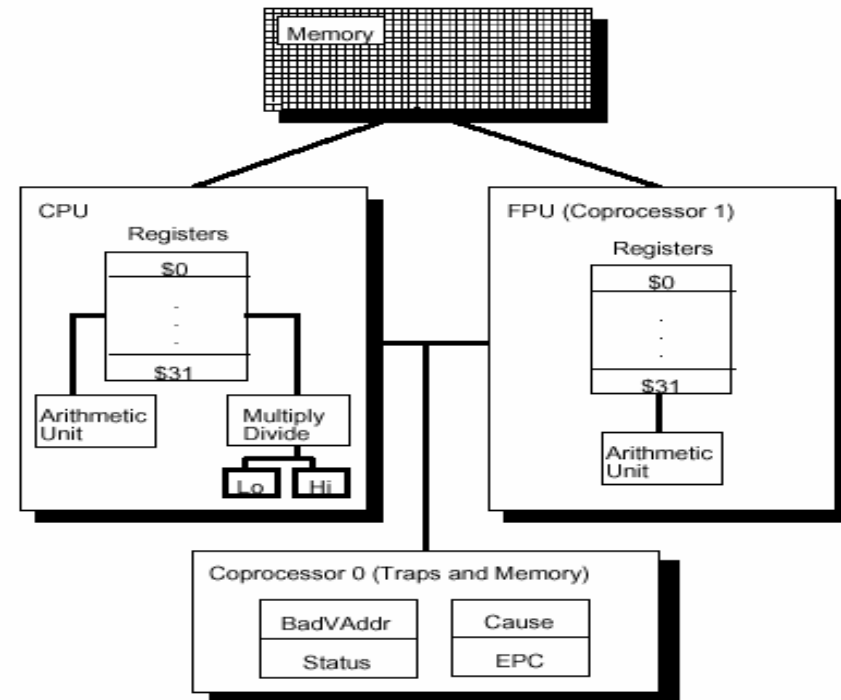 Memory
CPU
Registers
$0
$31
Arithmetic
Unit
Multiply
Divide
Lo
Hi
FPU (Coprocessor 1)
Registers
$0
$31
Arithmetic
Unit
Coprocessor 0 (Traps and Memory)
BadVAddr
Status
Cause
EPC